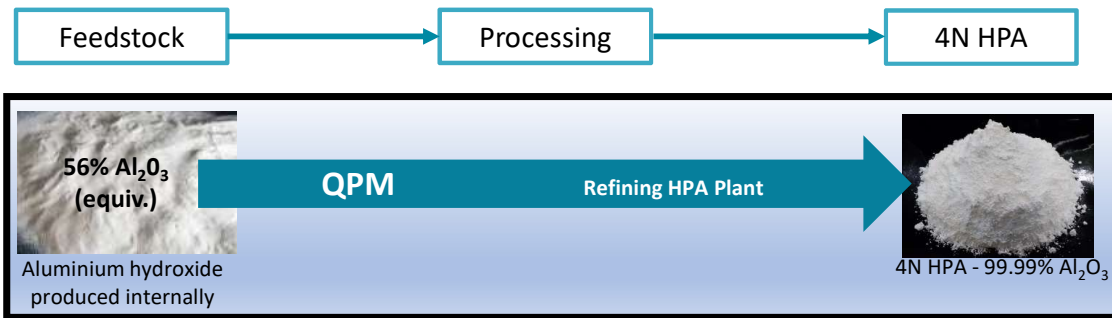 Feedstock
Processing
4N HPA
56% Al₂0₃
(equiv.)
QPM
Refining HPA Plant
Aluminium hydroxide
produced internally
4N HPA - 99.99% Al₂O₃